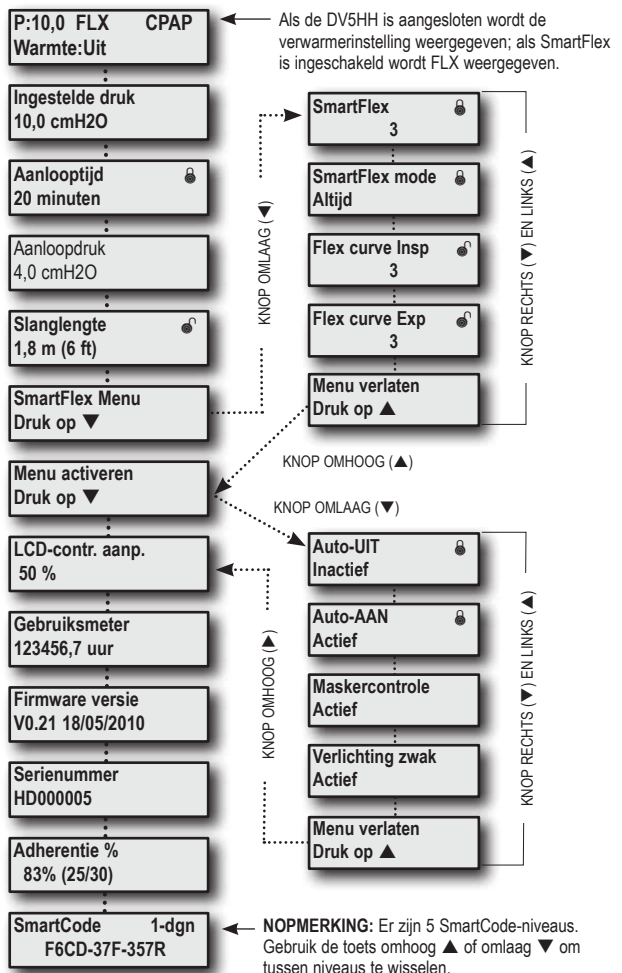 P:10,0 FLX CPAP
Warmte:Uit
Als de DV5HH is aangesloten wordt de
verwarmerinstelling weergegeven; als SmartFlex
is ingeschakeld wordt FLX weergegeven.
Ingestelde druk
10,0 cmH2O
Aanlooptijd
20 minuten
Aanloopdruk
4,0 cmH2O
Slanglengte
1,8 m (6 ft)
SmartFlex Menu
Druk op ▼
KNOP OMLAAG (◀)
SmartFlex
3
SmartFlex mode
Altijd
Flex curve Insp
3
Flex curve Exp
3
Menu verlaten
Druk op ▲
KNOP RECHTS (▼) EN LINKS (▲)
KNOP OMHOOG (▲)
Menu activeren
Druk op ▼
KNOP OMLAAG (▼)
LCD-contr. aanp.
50 %
Gebruiksmeter
123456,7 uur
Firmware versie
V0.21 18/05/2010
Serienummer
HD000005
Adherentie %
83% (25/30)
SmartCode 1-dgn
F6CD-37F-357R
KNOP OMHOOG (▲)
Auto-UIT
Inactief
Auto-AAN
Actief
Maskercontrole
Actief
Verlichting zwak
Actief
Menu verlaten
Druk op ▲
KNOP RECHTS (▼) EN LINKS (▲)
NOPMERKING: Er zijn 5 SmartCode-niveaus.
Gebruik de toets omhoog ▲ of omlaag ▼ om
tussen niveaus te wisselen.